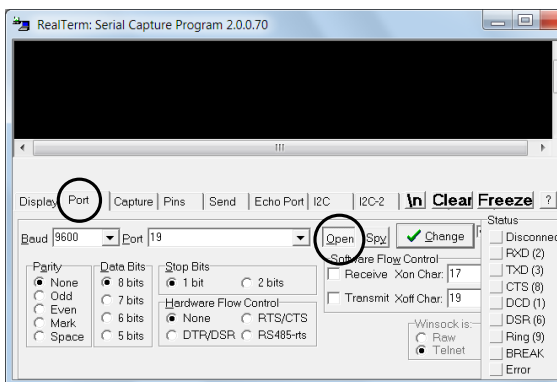 RealTerm: Serial Capture Program 2.0.0.70
Display Port Capture Pins Send Echo Port I2C I2C-2 \n Clear Freeze ?
Status
Baud 9600 Port 19 Open Spy Change
Disconnec
RXD (2)
TXD (3)
CTS (8)
DCD (1)
DSR (6)
Ring (9)
BREAK
Error
Parity
None
Odd
Even
Mark
Space
Data Bits
8 bits
7 bits
6 bits
5 bits
Stop Bits
1 bit 2 bits
Hardware Flow Control
None RTS/CTS
DTR/DSR RS485-rts
Software Flow Control
Receive Xon Char: 17
Transmit Xoff Char: 19
Winsock is:
Raw
Telnet